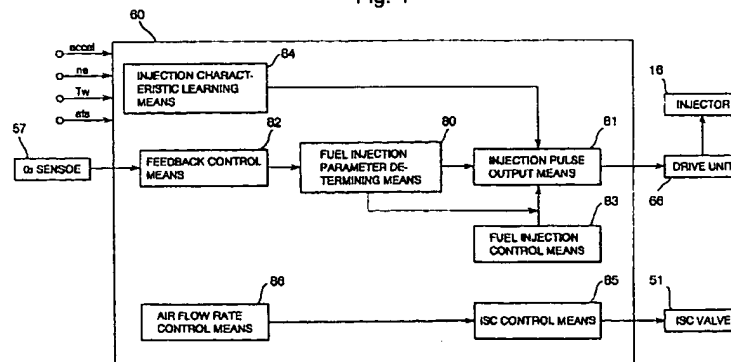 60
accel
ne
Tw
ats
84
INJECTION CHARACT-
ERISTIC LEARNING
MEANS
57
O₂ SENSOE
82
FEEDBACK CONTROL
MEANS
80
FUEL INJECTION
PARAMETER DE-
TERMINING MEANS
81
INJECTION PULSE
OUTPUT MEANS
16
INJECTOR
DRIVE UNIT
66
83
FUEL INJECTION
CONTROL MEANS
86
AIR FLOW RATE
CONTROL MEANS
85
ISC CONTROL MEANS
51
ISC VALVE